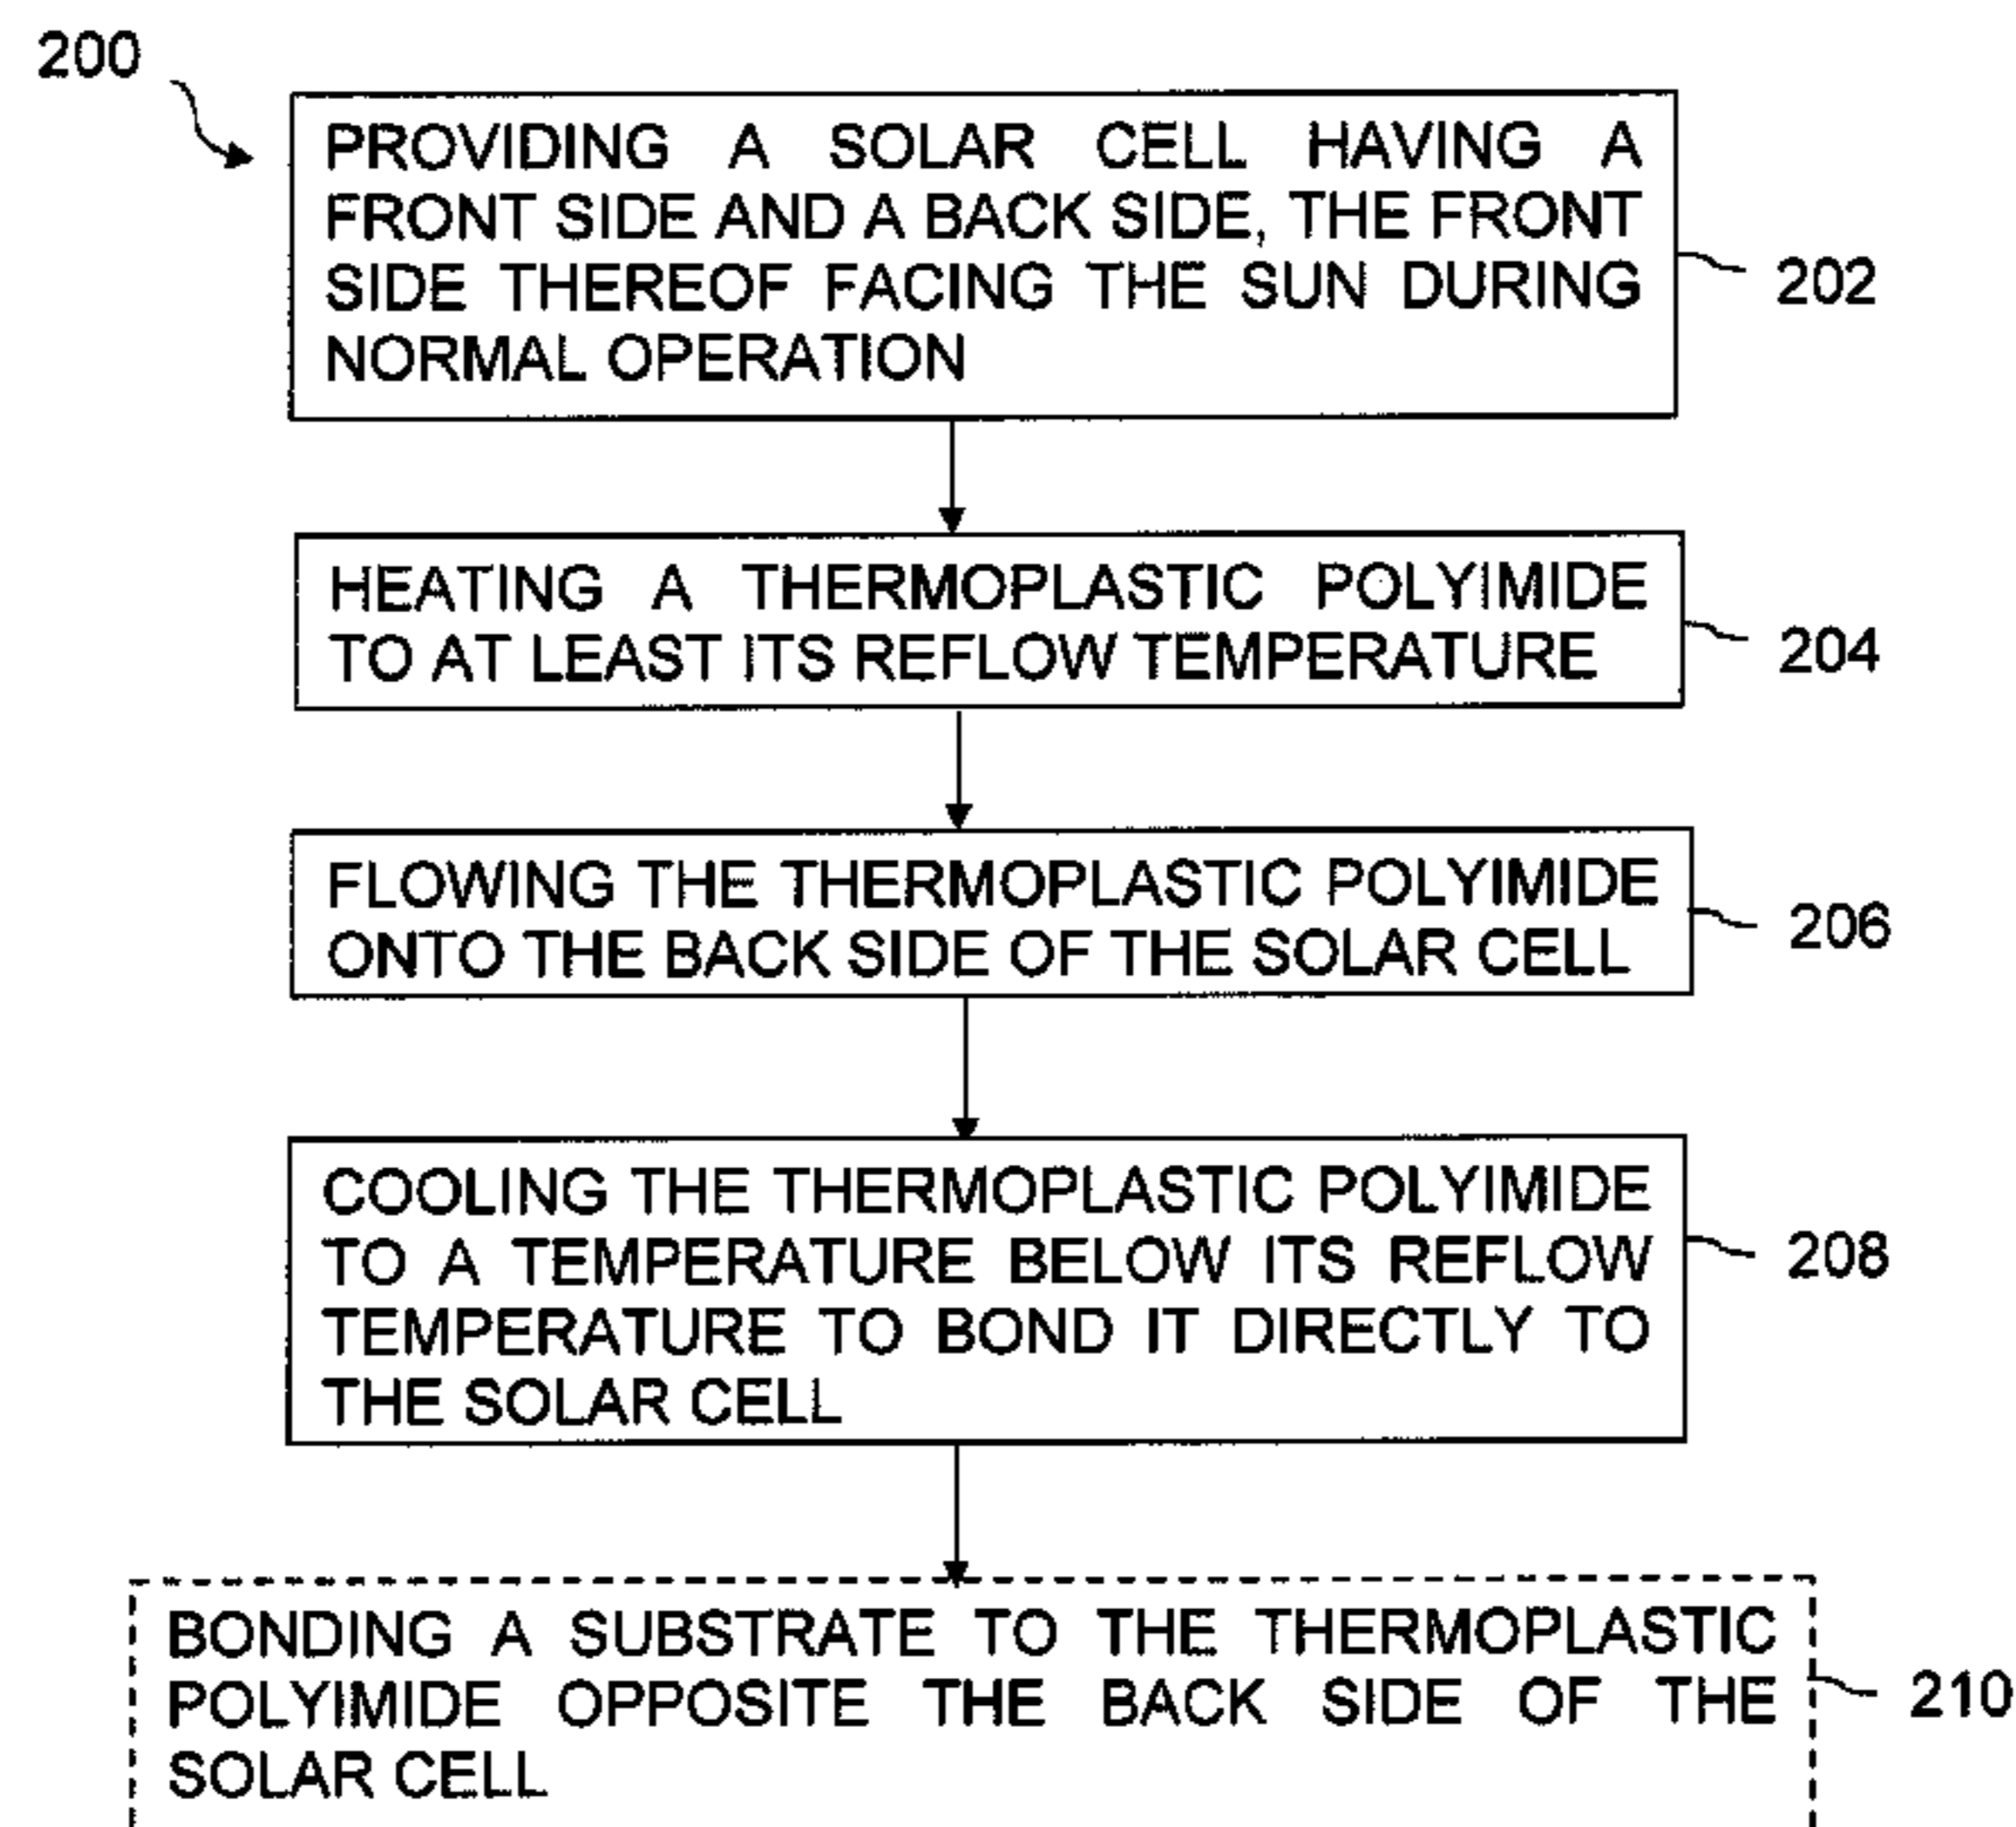 200
PROVIDING A SOLAR CELL HAVING A
FRONT SIDE AND A BACK SIDE, THE FRONT
SIDE THEREOF FACING THE SUN DURING
NORMAL OPERATION
202
HEATING A THERMOPLASTIC POLYIMIDE
TO AT LEAST ITS REFLOW TEMPERATURE
204
FLOWING THE THERMOPLASTIC POLYIMIDE
ONTO THE BACK SIDE OF THE SOLAR CELL
206
COOLING THE THERMOPLASTIC POLYIMIDE
TO A TEMPERATURE BELOW ITS REFLOW
TEMPERATURE TO BOND IT DIRECTLY TO
THE SOLAR CELL
208
BONDING A SUBSTRATE TO THE THERMOPLASTIC
POLYIMIDE OPPOSITE THE BACK SIDE OF THE
SOLAR CELL
210